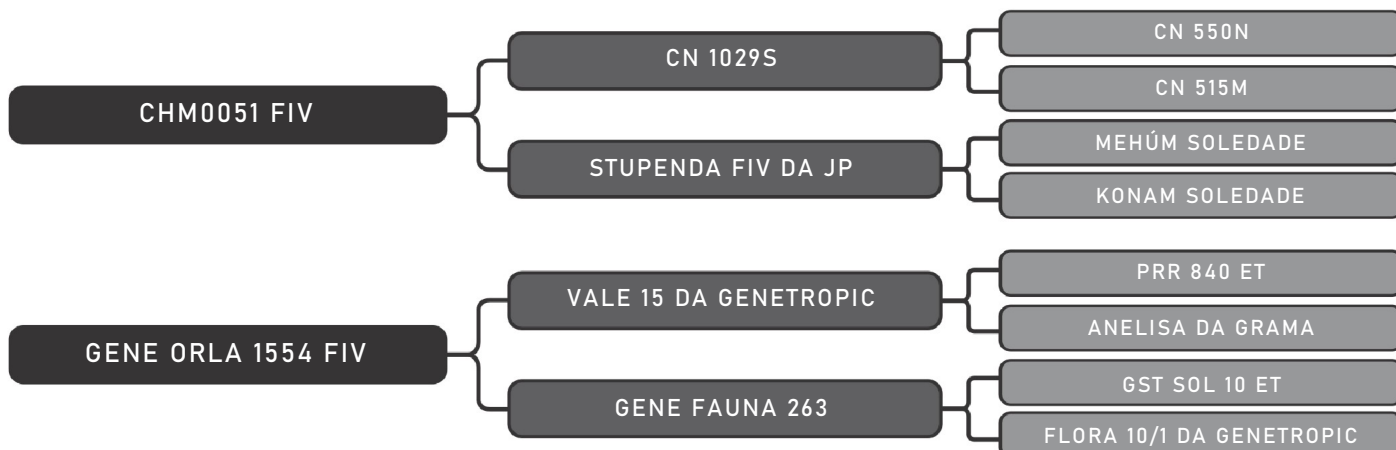 CHM0051 FIV
CN 1029S
CN 550N
CN 515M
STUPENDA FIV DA JP
MEHÚM SOLEDADE
KONAM SOLEDADE
GENE ORLA 1554 FIV
VALE 15 DA GENETROPIC
PRR 840 ET
ANELISA DA GRAMA
GENE FAUNA 263
GST SOL 10 ET
FLORA 10/1 DA GENETROPIC